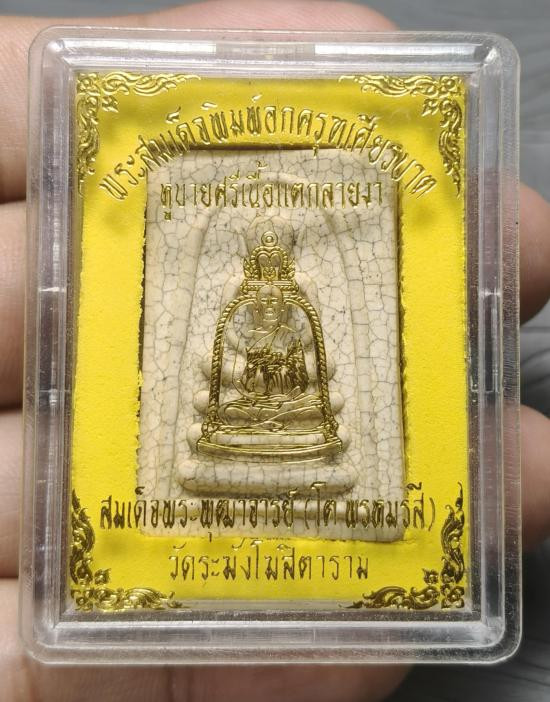 พระสมเด็จพิมพ์อกครุฑเศียรบาต
หูบายศรีเนื้อแตกลายงา
สมเด็จพระพุฒาจารย์ (โต พรหมรังสี)
วัดระฆังโฆสิตาราม